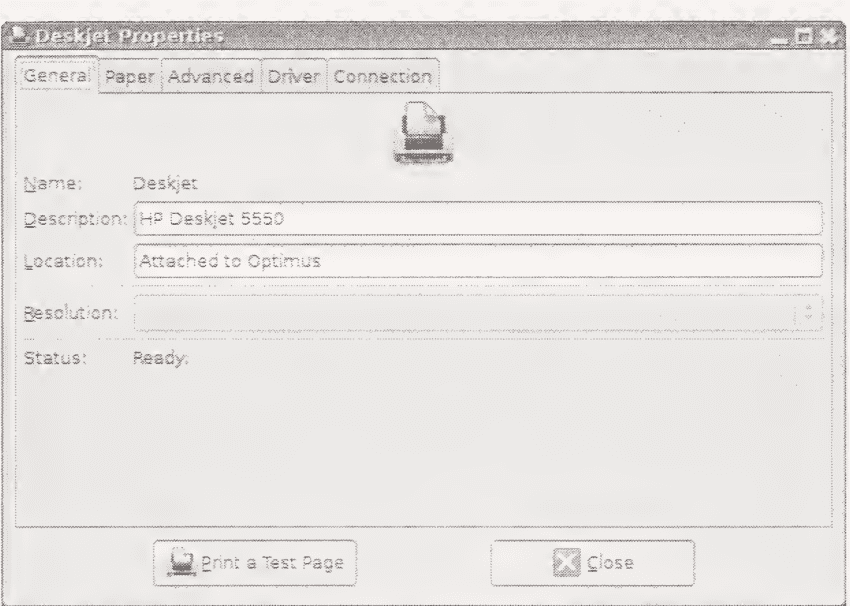 Deskjet Properties
General Paper Advanced Driver Connection
Name: Deskjet
Description: HP Deskjet 5550
Location: Attached to Optimus
Resolution:
Status: Ready.
Print a Test Page Close